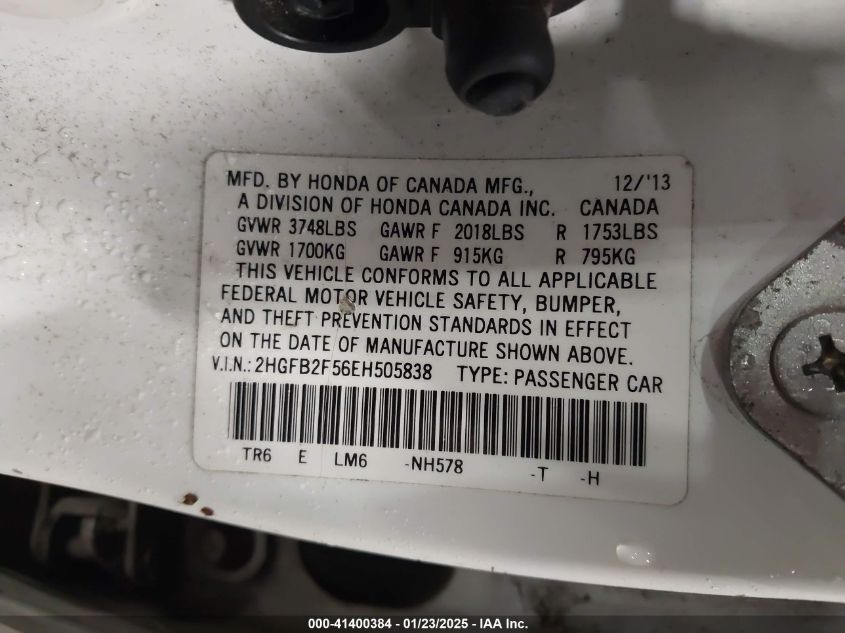 MFD. BY HONDA OF CANADA MFG., 12/'13
A DIVISION OF HONDA CANADA INC. CANADA
GVWR 3748LBS GAWR F 2018LBS R 1753LBS
GVWR 1700KG GAWR F 915KG R 795KG
THIS VEHICLE CONFORMS TO ALL APPLICABLE
FEDERAL MOTOR VEHICLE SAFETY, BUMPER,
AND THEFT PREVENTION STANDARDS IN EFFECT
ON THE DATE OF MANUFACTURE SHOWN ABOVE.
V.I.N.: 2HGFB2F56EH505838 TYPE: PASSENGER CAR
TR6 E LM6 -NH578 -T -H
000-41400384 / 01/23/2025 - IAA Inc.